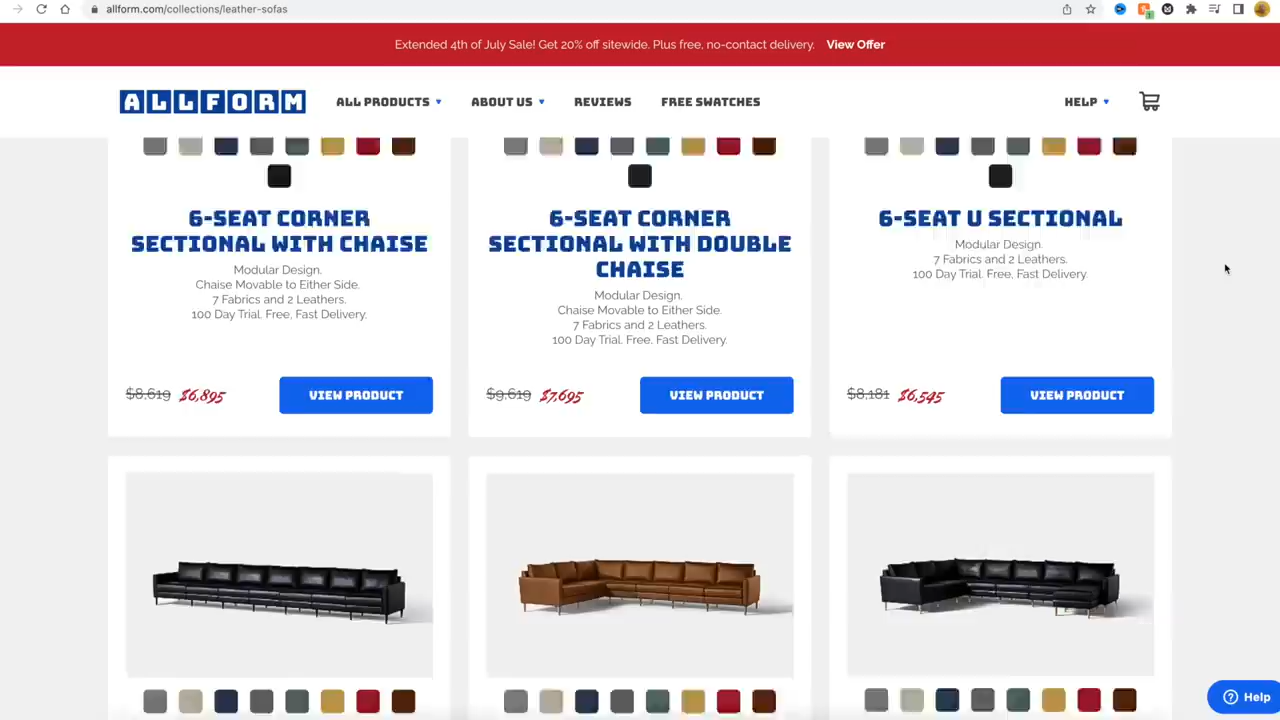 allform.com/collections/leather-sofas
Extended 4th of July Sale! Get 20% off sitewide. Plus free, no-contact delivery. View Offer
ALLFORM
ALL PRODUCTS
ABOUT US
REVIEWS
FREE SWATCHES
HELP
6-SEAT CORNER
SECTIONAL WITH CHAISE
Modular Design.
Chaise Movable to Either Side.
7 Fabrics and 2 Leathers.
100 Day Trial. Free, Fast Delivery.
$8,619 $6,895
VIEW PRODUCT
6-SEAT CORNER
SECTIONAL WITH DOUBLE
CHAISE
Modular Design.
Chaise Movable to Either Side.
7 Fabrics and 2 Leathers.
100 Day Trial. Free, Fast Delivery.
$9,619 $7,695
VIEW PRODUCT
6-SEAT U SECTIONAL
Modular Design.
7 Fabrics and 2 Leathers.
100 Day Trial. Free, Fast Delivery.
$8,181 $6,545
VIEW PRODUCT
Help